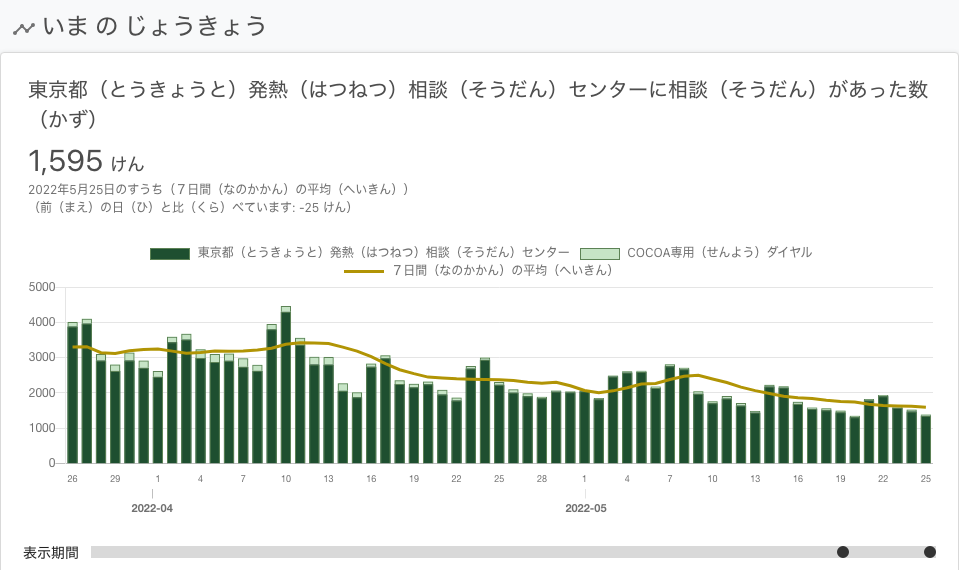 いま の じょうきょう
東京都（とうきょうと）発熱（はつねつ）相談（そうだん）センターに相談（そうだん）があった数
（かず）
1,595 けん
2022年5月25日のすうち（７日間（なのかかん）の平均（へいきん））
（前（まえ）の日（ひ）と比（くら）べています: -25 けん）
東京都（とうきょうと）発熱（はつねつ）相談（そうだん）センター COCOA専用（せんよう）ダイヤル
７日間（なのかかん）の平均（へいきん）
5000
4000
3000
2000
1000
0
26 29 1 4 7 10 13 16 19 22 25 28 1 4 7 10 13 16 19 22 25
2022-04 2022-05
表示期間